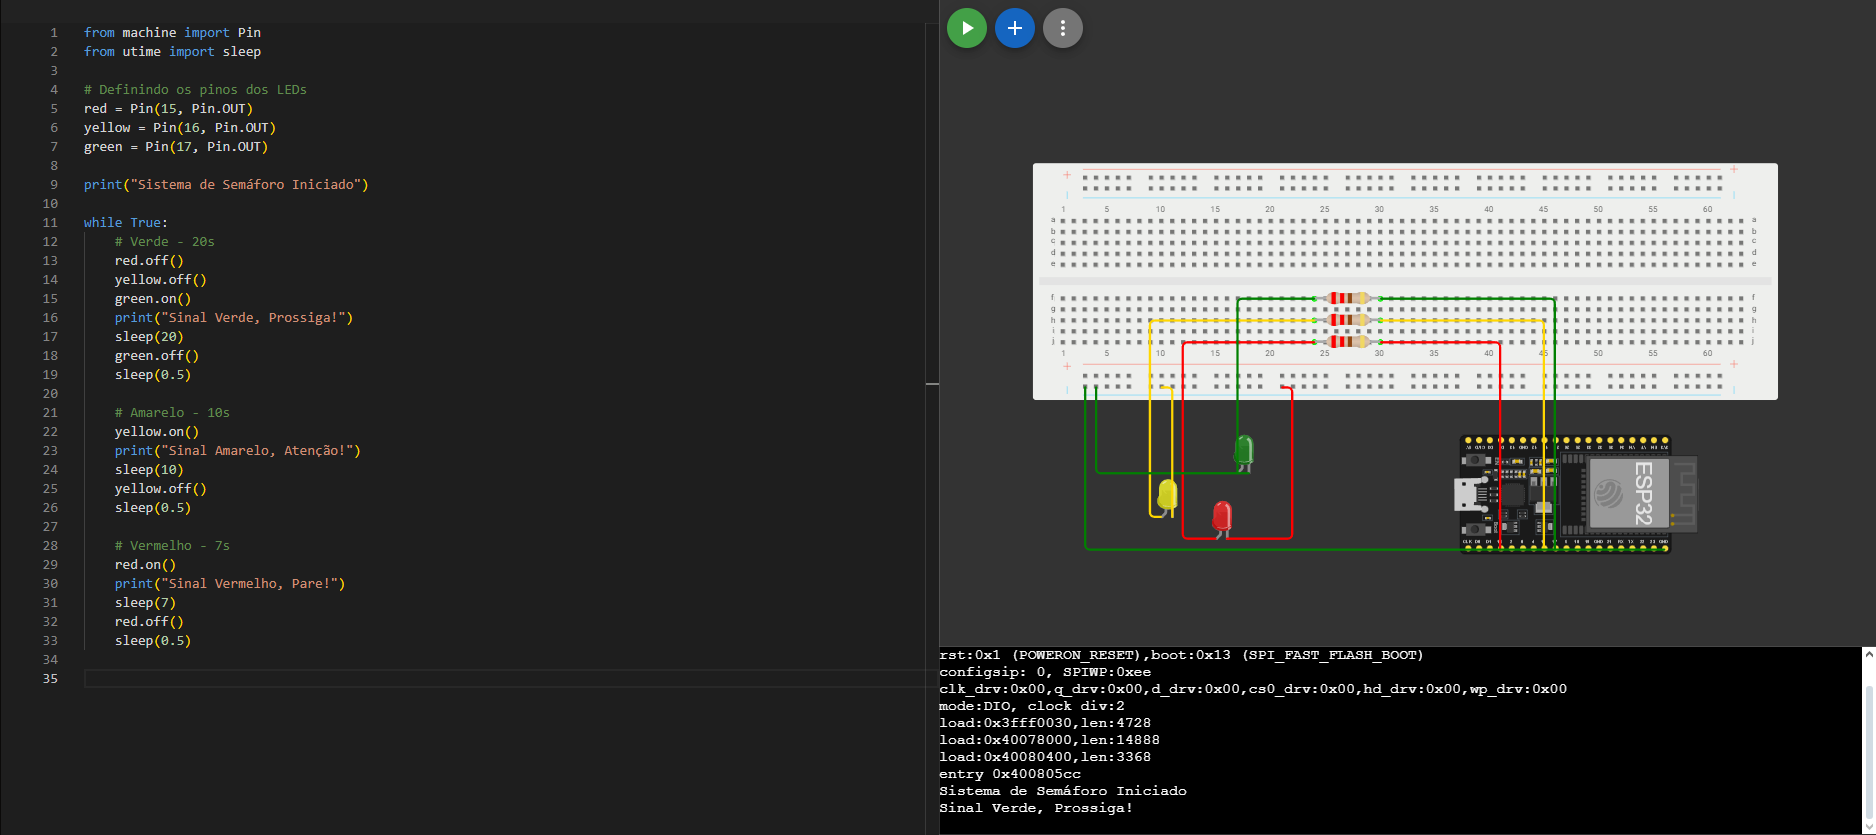 1 from machine import Pin
2 from utime import sleep
3
4 # Definindo os pinos dos LEDs
5 red = Pin(15, Pin.OUT)
6 yellow = Pin(16, Pin.OUT)
7 green = Pin(17, Pin.OUT)
8
9 print("Sistema de Semáforo Iniciado")
10
11 while True:
12 # Verde - 20s
13 red.off()
14 yellow.off()
15 green.on()
16 print("Sinal Verde, Prossiga!")
17 sleep(20)
18 green.off()
19 sleep(0.5)
20
21 # Amarelo - 10s
22 yellow.on()
23 print("Sinal Amarelo, Atenção!")
24 sleep(10)
25 yellow.off()
26 sleep(0.5)
27
28 # Vermelho - 7s
29 red.on()
30 print("Sinal Vermelho, Pare!")
31 sleep(7)
32 red.off()
33 sleep(0.5)
34
35
1 5 10 15 20 25 30 35 40 45 50 55 60
a a
b b
c c
d d
e e
f f
g g
h h
i i
j j
1 5 10 15 20 25 30 35 40 45 50 55 60
ESP32
rst:0x1 (POWERON_RESET),boot:0x13 (SPI_FAST_FLASH_BOOT)
configsip: 0, SPIWP:0xee
clk_drv:0x00,q_drv:0x00,d_drv:0x00,cs0_drv:0x00,hd_drv:0x00,wp_drv:0x00
mode:DIO, clock div:2
load:0x3fff0030,len:4728
load:0x40078000,len:14888
load:0x40080400,len:3368
entry 0x400805cc
Sistema de Semáforo Iniciado
Sinal Verde, Prossiga!